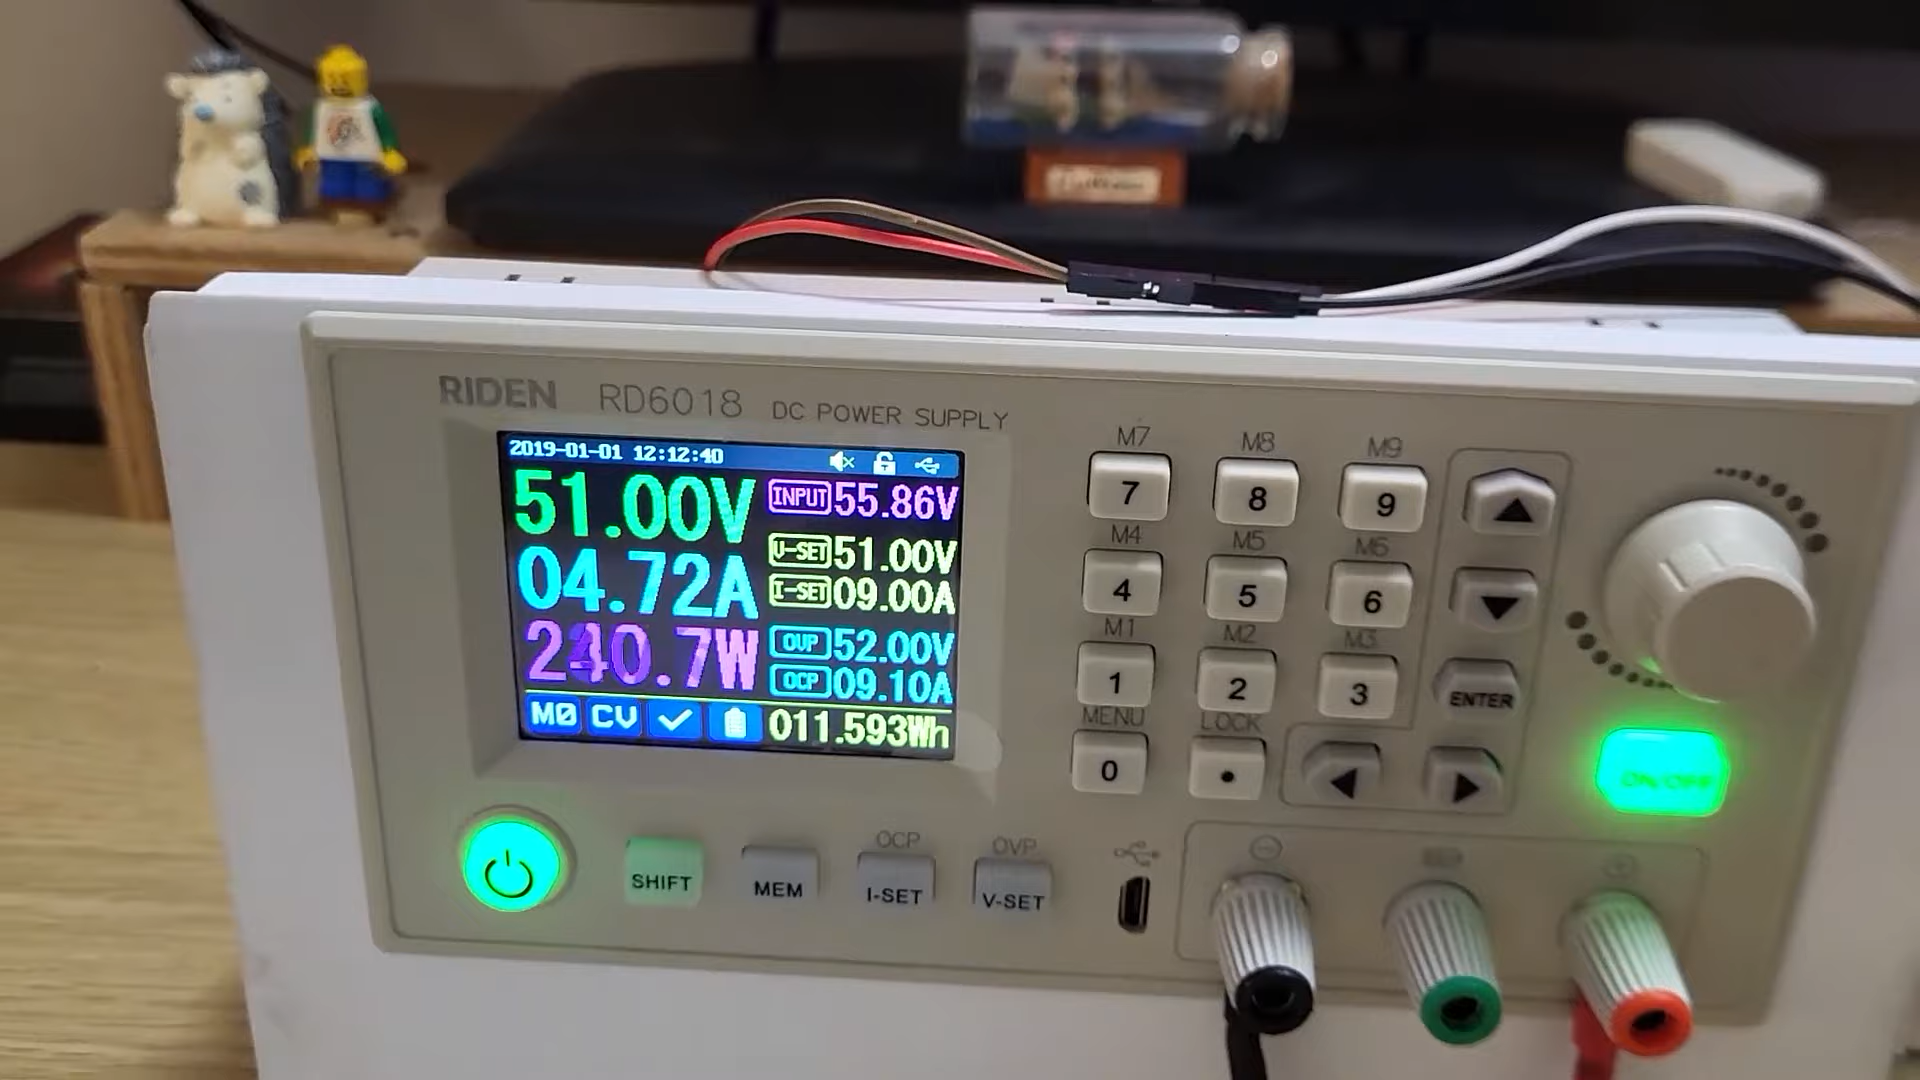 RIDEN RD6018 DC POWER SUPPLY
2019-01-01 12:12:40
51.00V
INPUT 55.86V
V-SET 51.00V
04.72A
I-SET 09.00A
240.7W
OVP 52.00V
OCP 09.10A
M0 CV 011.593Wh
M7 M8 M9
7 8 9
M4 M5 M6
4 5 6
M1 M2 M3
1 2 3
ENTER
MENU LOCK
0 .
ON/OFF
OCP OVP
SHIFT MEM I-SET V-SET